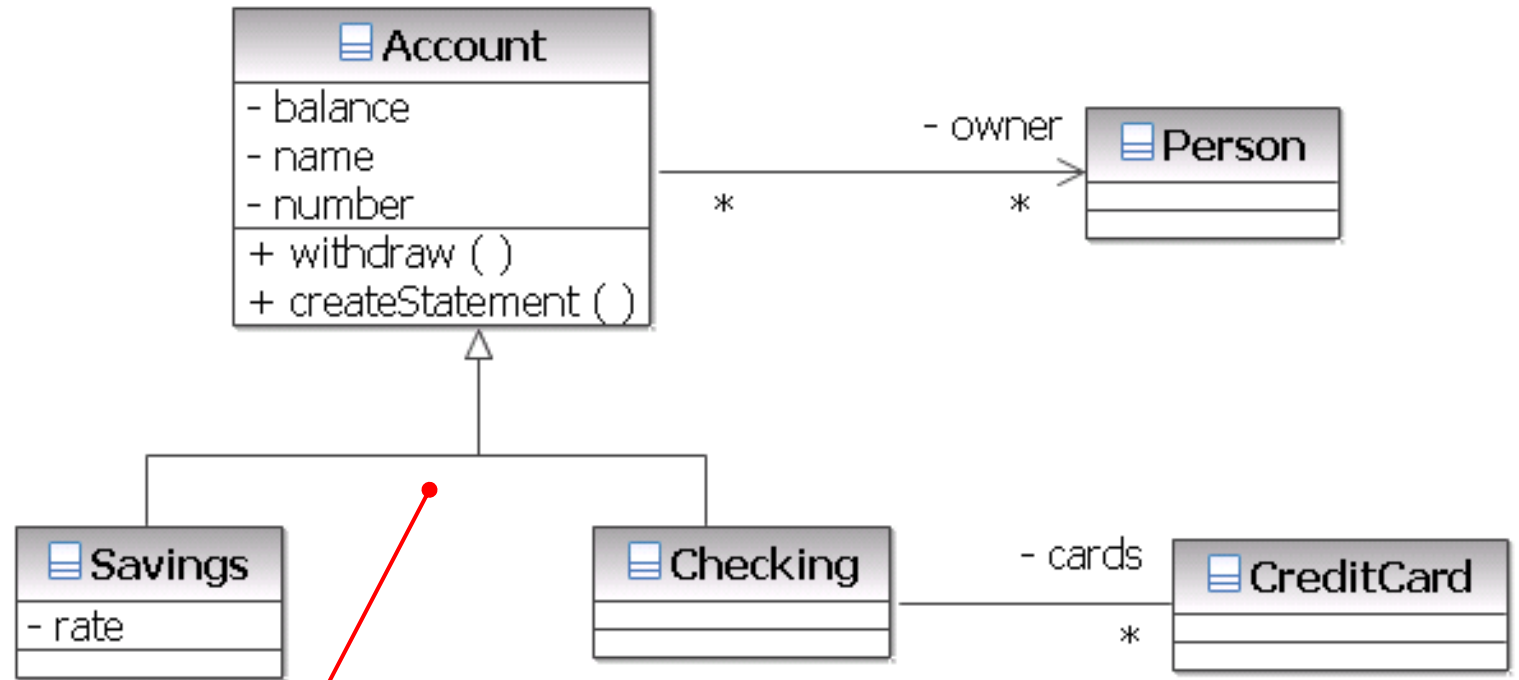 Account
- balance
- name
- number
+ withdraw ( )
+ createStatement ( )
- owner
* *
Person
Savings
- rate
Checking
- cards
*
CreditCard